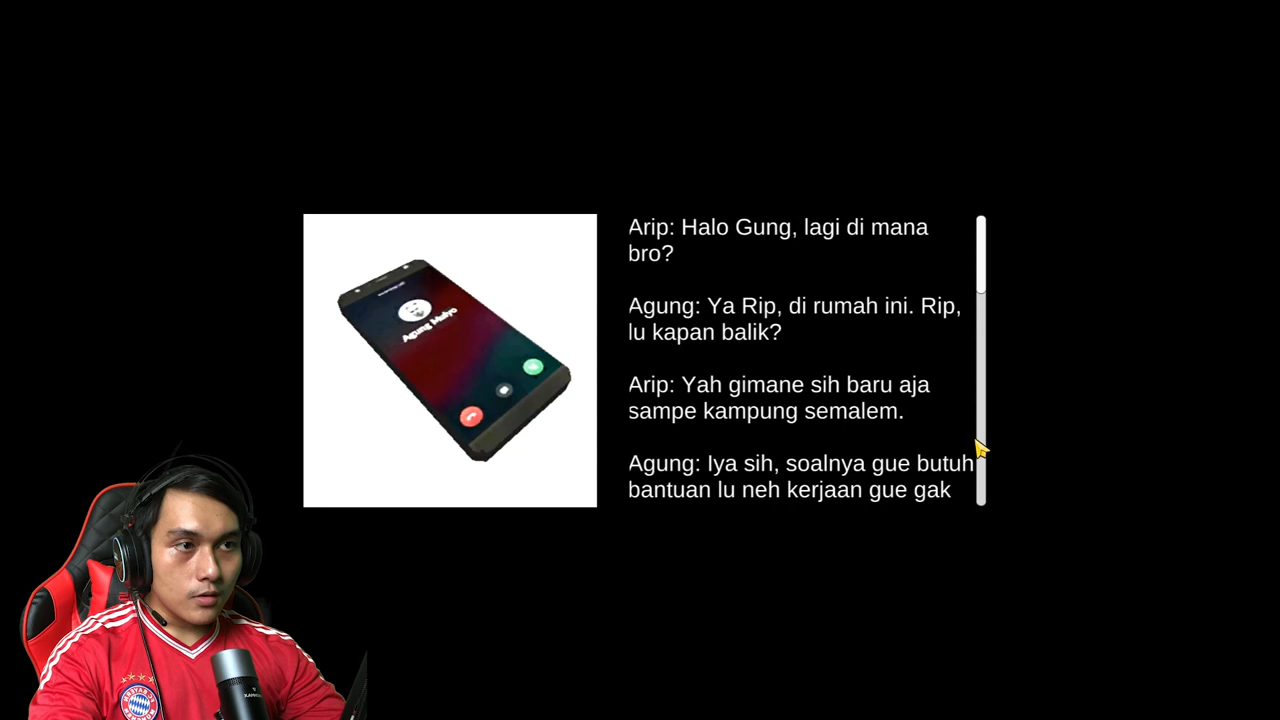 Agung Mulyo
Arip: Halo Gung, lagi di mana
bro?
Agung: Ya Rip, di rumah ini. Rip,
lu kapan balik?
Arip: Yah gimane sih baru aja
sampe kampung semalem.
Agung: Iya sih, soalnya gue butuh
bantuan lu neh kerjaan gue gak